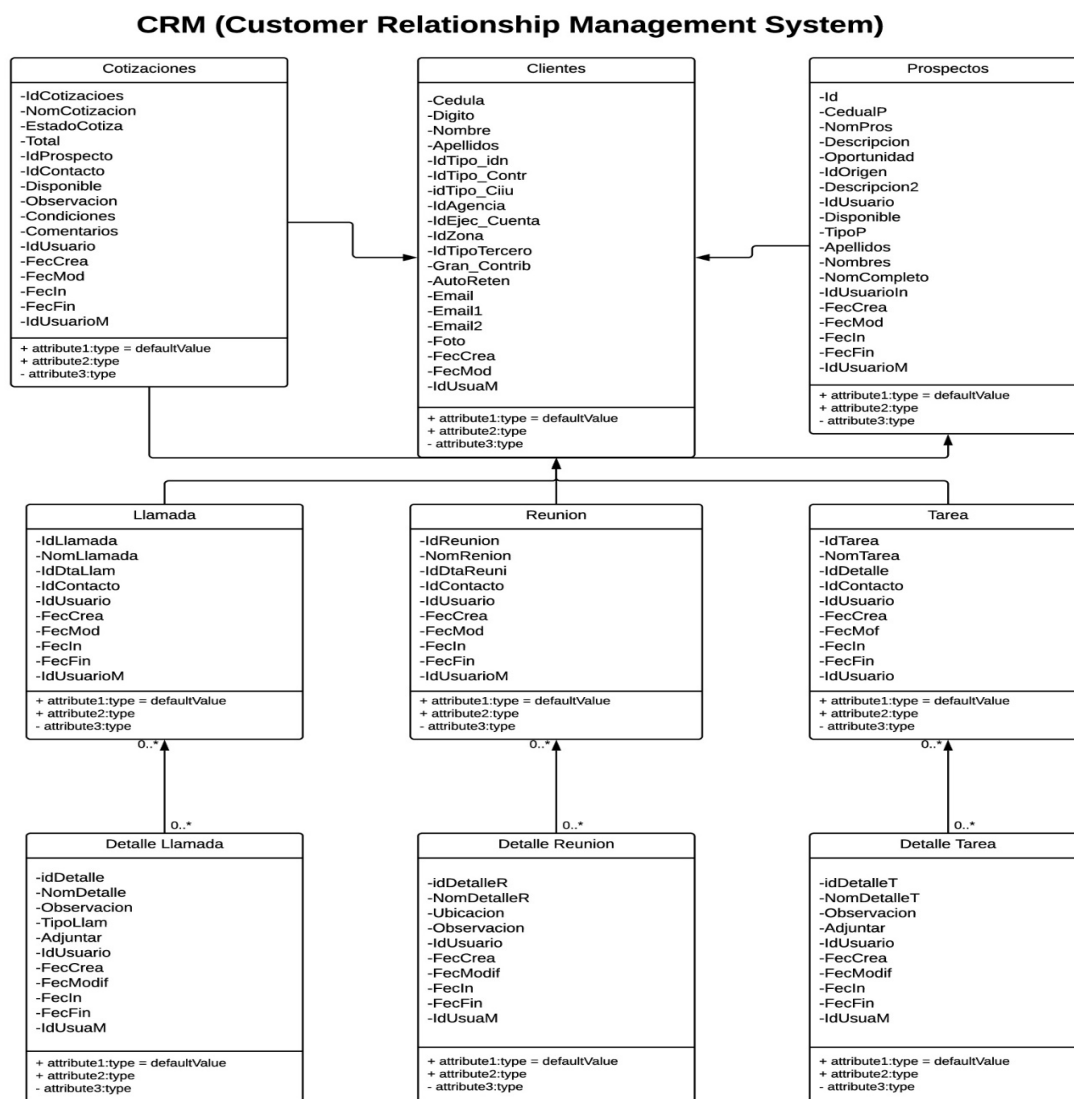 CRM (Customer Relationship Management System)
Cotizaciones
-IdCotizacioes
-NomCotizacion
-EstadoCotiza
-Total
-IdProspecto
-IdContacto
-Disponible
-Observacion
-Condiciones
-Comentarios
-IdUsuario
-FecCrea
-FecMod
-FecIn
-FecFin
-IdUsuarioM
+ attribute1:type = defaultValue
+ attribute2:type
- attribute3:type
Clientes
-Cedula
-Digito
-Nombre
-Apellidos
-IdTipo_idn
-IdTipo_Contr
-idTipo_Ciiu
-IdAgencia
-IdEjec_Cuenta
-IdZona
-IdTipoTercero
-Gran_Contrib
-AutoReten
-Email
-Email1
-Email2
-Foto
-FecCrea
-FecMod
-IdUsuaM
+ attribute1:type = defaultValue
+ attribute2:type
- attribute3:type
Prospectos
-Id
-CedualP
-NomPros
-Descripcion
-Oportunidad
-IdOrigen
-Descripcion2
-IdUsuario
-Disponible
-TipoP
-Apellidos
-Nombres
-NomCompleto
-IdUsuarioIn
-FecCrea
-FecMod
-FecIn
-FecFin
-IdUsuarioM
+ attribute1:type = defaultValue
+ attribute2:type
- attribute3:type
Llamada
-IdLlamada
-NomLlamada
-IdDtaLlam
-IdContacto
-IdUsuario
-FecCrea
-FecMod
-FecIn
-FecFin
-IdUsuarioM
+ attribute1:type = defaultValue
+ attribute2:type
- attribute3:type
0..*
Reunion
-IdReunion
-NomRenion
-IdDtaReuni
-IdContacto
-IdUsuario
-FecCrea
-FecMod
-FecIn
-FecFin
-IdUsuarioM
+ attribute1:type = defaultValue
+ attribute2:type
- attribute3:type
0..*
Tarea
-IdTarea
-NomTarea
-IdDetalle
-IdContacto
-IdUsuario
-FecCrea
-FecMof
-FecIn
-FecFin
-IdUsuario
+ attribute1:type = defaultValue
+ attribute2:type
- attribute3:type
0..*
0..*
Detalle Llamada
-idDetalle
-NomDetalle
-Observacion
-TipoLlam
-Adjuntar
-IdUsuario
-FecCrea
-FecModif
-FecIn
-FecFin
-IdUsuaM
+ attribute1:type = defaultValue
+ attribute2:type
- attribute3:type
0..*
Detalle Reunion
-idDetalleR
-NomDetalleR
-Ubicacion
-Observacion
-IdUsuario
-FecCrea
-FecModif
-FecIn
-FecFin
-IdUsuaM
+ attribute1:type = defaultValue
+ attribute2:type
- attribute3:type
0..*
Detalle Tarea
-idDetalleT
-NomDetalleT
-Observacion
-Adjuntar
-IdUsuario
-FecCrea
-FecModif
-FecIn
-FecFin
-IdUsuaM
+ attribute1:type = defaultValue
+ attribute2:type
- attribute3:type